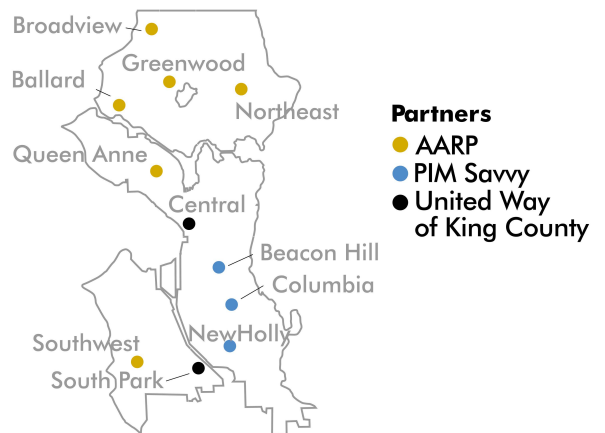 Broadview
Greenwood
Ballard
Northeast
Queen Anne
Central
Beacon Hill
Columbia
NewHolly
Southwest
South Park
Partners
AARP
PIM Savvy
United Way
of King County